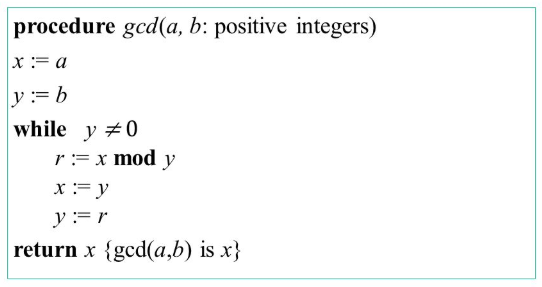 procedure gcd(a, b: positive integers)
x := a
y := b
while y ≠0
r := x mod y
x := y
y := r
return x {gcd(a,b) is x}